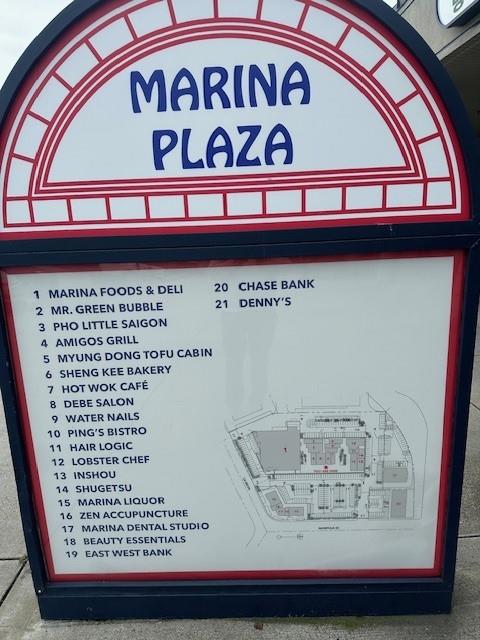 MARINA
PLAZA
1 MARINA FOODS & DELI
2 MR. GREEN BUBBLE
3 PHO LITTLE SAIGON
4 AMIGOS GRILL
5 MYUNG DONG TOFU CABIN
6 SHENG KEE BAKERY
7 HOT WOK CAFÉ
8 DEBE SALON
9 WATER NAILS
10 PING'S BISTRO
11 HAIR LOGIC
12 LOBSTER CHEF
13 INSHOU
14 SHUGETSU
15 MARINA LIQUOR
16 ZEN ACCUPUNCTURE
17 MARINA DENTAL STUDIO
18 BEAUTY ESSENTIALS
19 EAST WEST BANK
20 CHASE BANK
21 DENNY'S
1